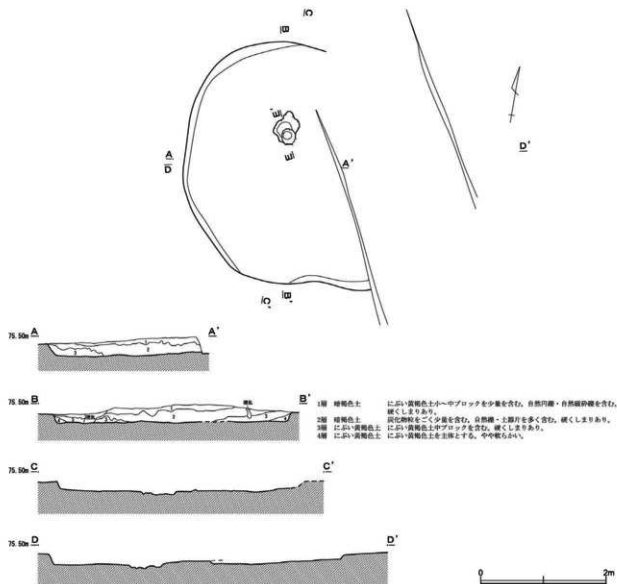 C
B
E'
E
A
D
A'
D'
C'
B'
75.50m A A'
75.50m B B'
1層 暗褐色土 にぶい黄褐色土小～中ブロックを少量含む。自然円礫・自然破砕礫を含む。
硬くしまりあり。
2層 暗褐色土 炭化物粒をごく少量含む。自然礫・土器片を多く含む。硬くしまりあり。
3層 にぶい黄褐色土 にぶい黄褐色土中ブロックを含む。硬くしまりあり。
4層 にぶい黄褐色土 にぶい黄褐色土を主体とする。やや軟らかい。
75.50m C C'
75.50m D D'
0 2m